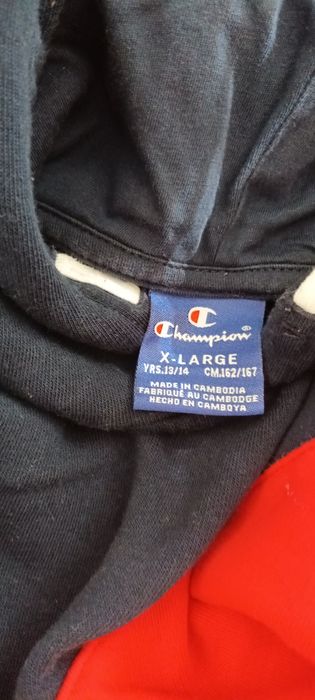 Champion
X-LARGE
YRS.13/14 CM.162/167
MADE IN CAMBODIA
FABRIQUÉ AU CAMBODGE
HECHO EN CAMBOYA